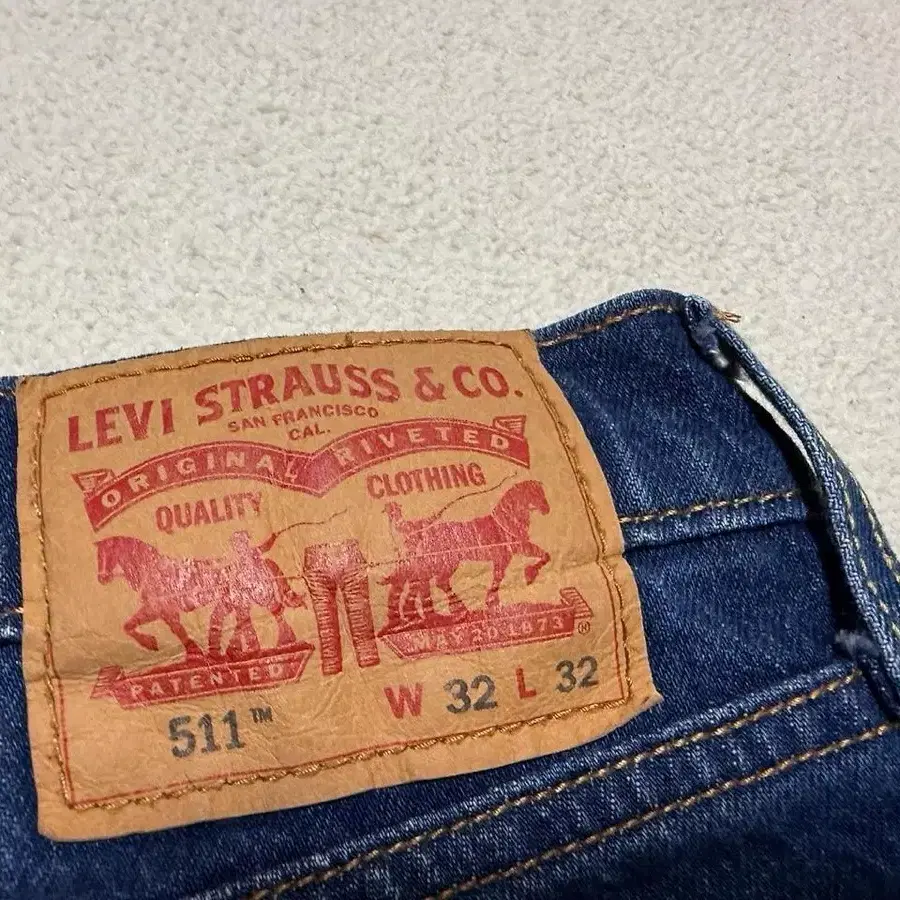 LEVI STRAUSS & CO.
SAN FRANCISCO
CAL.
ORIGINAL RIVETED
QUALITY CLOTHING
PATENTED MAY 20 1873 ®
511™ W 32 L 32